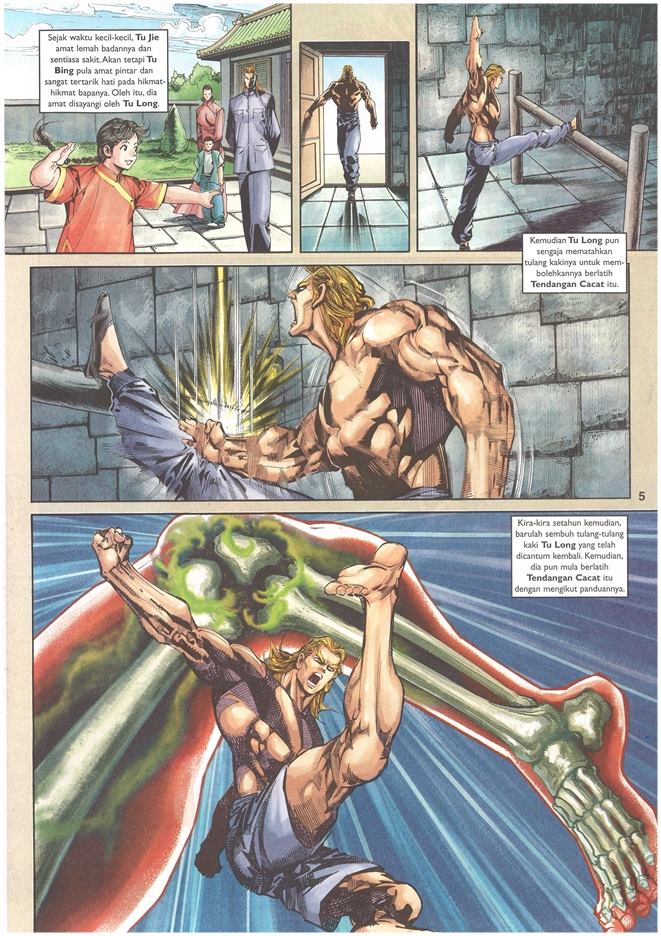 Sejak waktu kecil-kecil, Tu Jie
amat lemah badannya dan
sentiasa sakit. Akan tetapi Tu
Bing pula amat pintar dan
sangat tertarik hati pada hikmat-
hikmat bapanya. Oleh itu, dia
amat disayangi oleh Tu Long.
Kemudian Tu Long pun
sengaja mematahkan
tulang kakinya untuk mem-
bolehkannya berlatih
Tendangan Cacat itu.
5
Kira-kira setahun kemudian,
barulah sembuh tulang-tulang
kaki Tu Long yang telah
dicantum kembali. Kemudian,
dia pun mula berlatih
Tendangan Cacat itu
dengan mengikut panduannya.